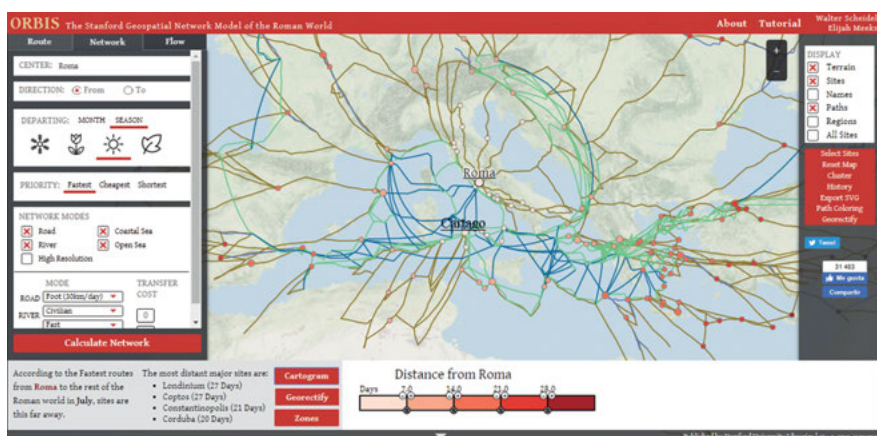 ORBIS The Stanford Geospatial Network Model of the Roman World
About Tutorial
Walter Scheidel
Elijah Meeks
Route Network Flow
CENTER: Roma
DIRECTION: From To
DEPARTING: MONTH SEASON
PRIORITY: Fastest Cheapest Shortest
NETWORK MODES
Road Coastal Sea
River Open Sea
High Resolution
MODE TRANSFER
COST
ROAD Foot (30km/day)
RIVER Civilian 0
Fast
Calculate Network
Roma
Cartago
+
−
DISPLAY
Terrain
Sites
Names
Paths
Regions
All Sites
Select Sites
Reset Map
Cluster
History
Export SVG
Path Coloring
Georectify
Tweet
Me gusta
Compartir
According to the Fastest routes
from Roma to the rest of the
Roman world in July, sites are
this far away.
The most distant major sites are:
• Londinium (27 Days)
• Coptos (27 Days)
• Constantinopolis (21 Days)
• Corduba (20 Days)
Cartogram
Georectify
Zones
Distance from Roma
Days 7.0 14.0 21.0 28.0